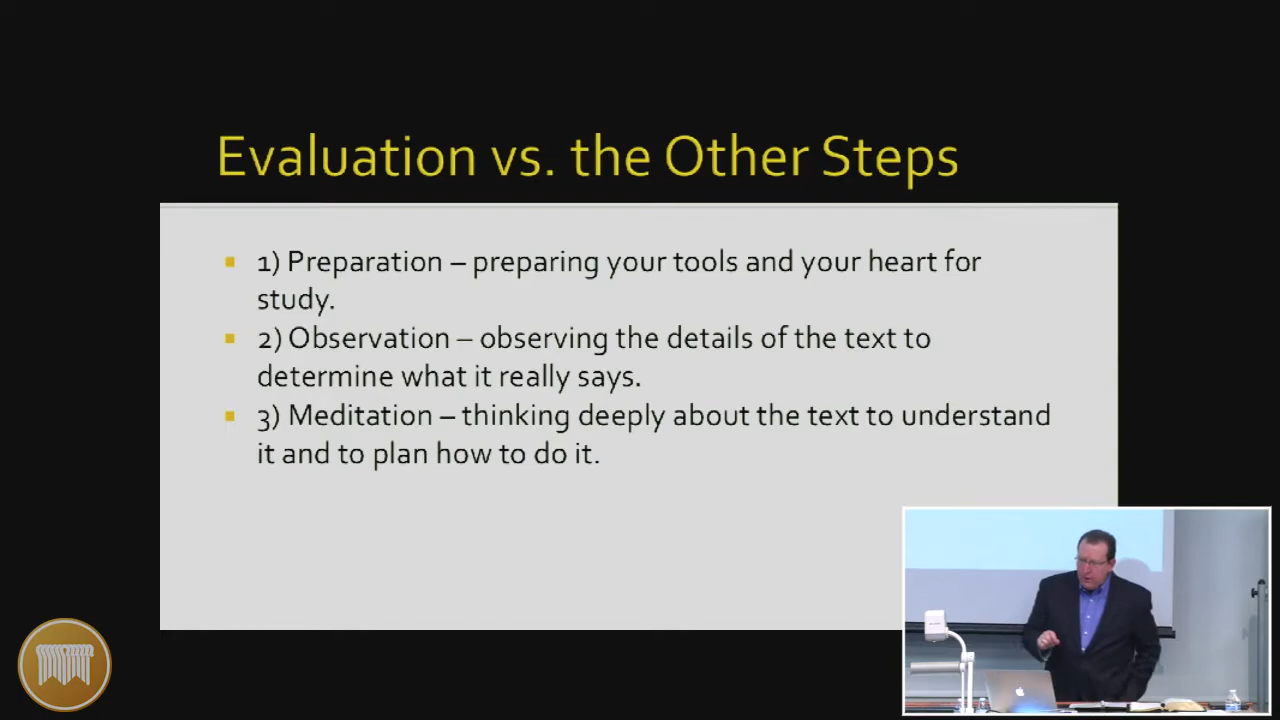 Evaluation vs. the Other Steps
1) Preparation – preparing your tools and your heart for
study.
2) Observation – observing the details of the text to
determine what it really says.
3) Meditation – thinking deeply about the text to understand
it and to plan how to do it.